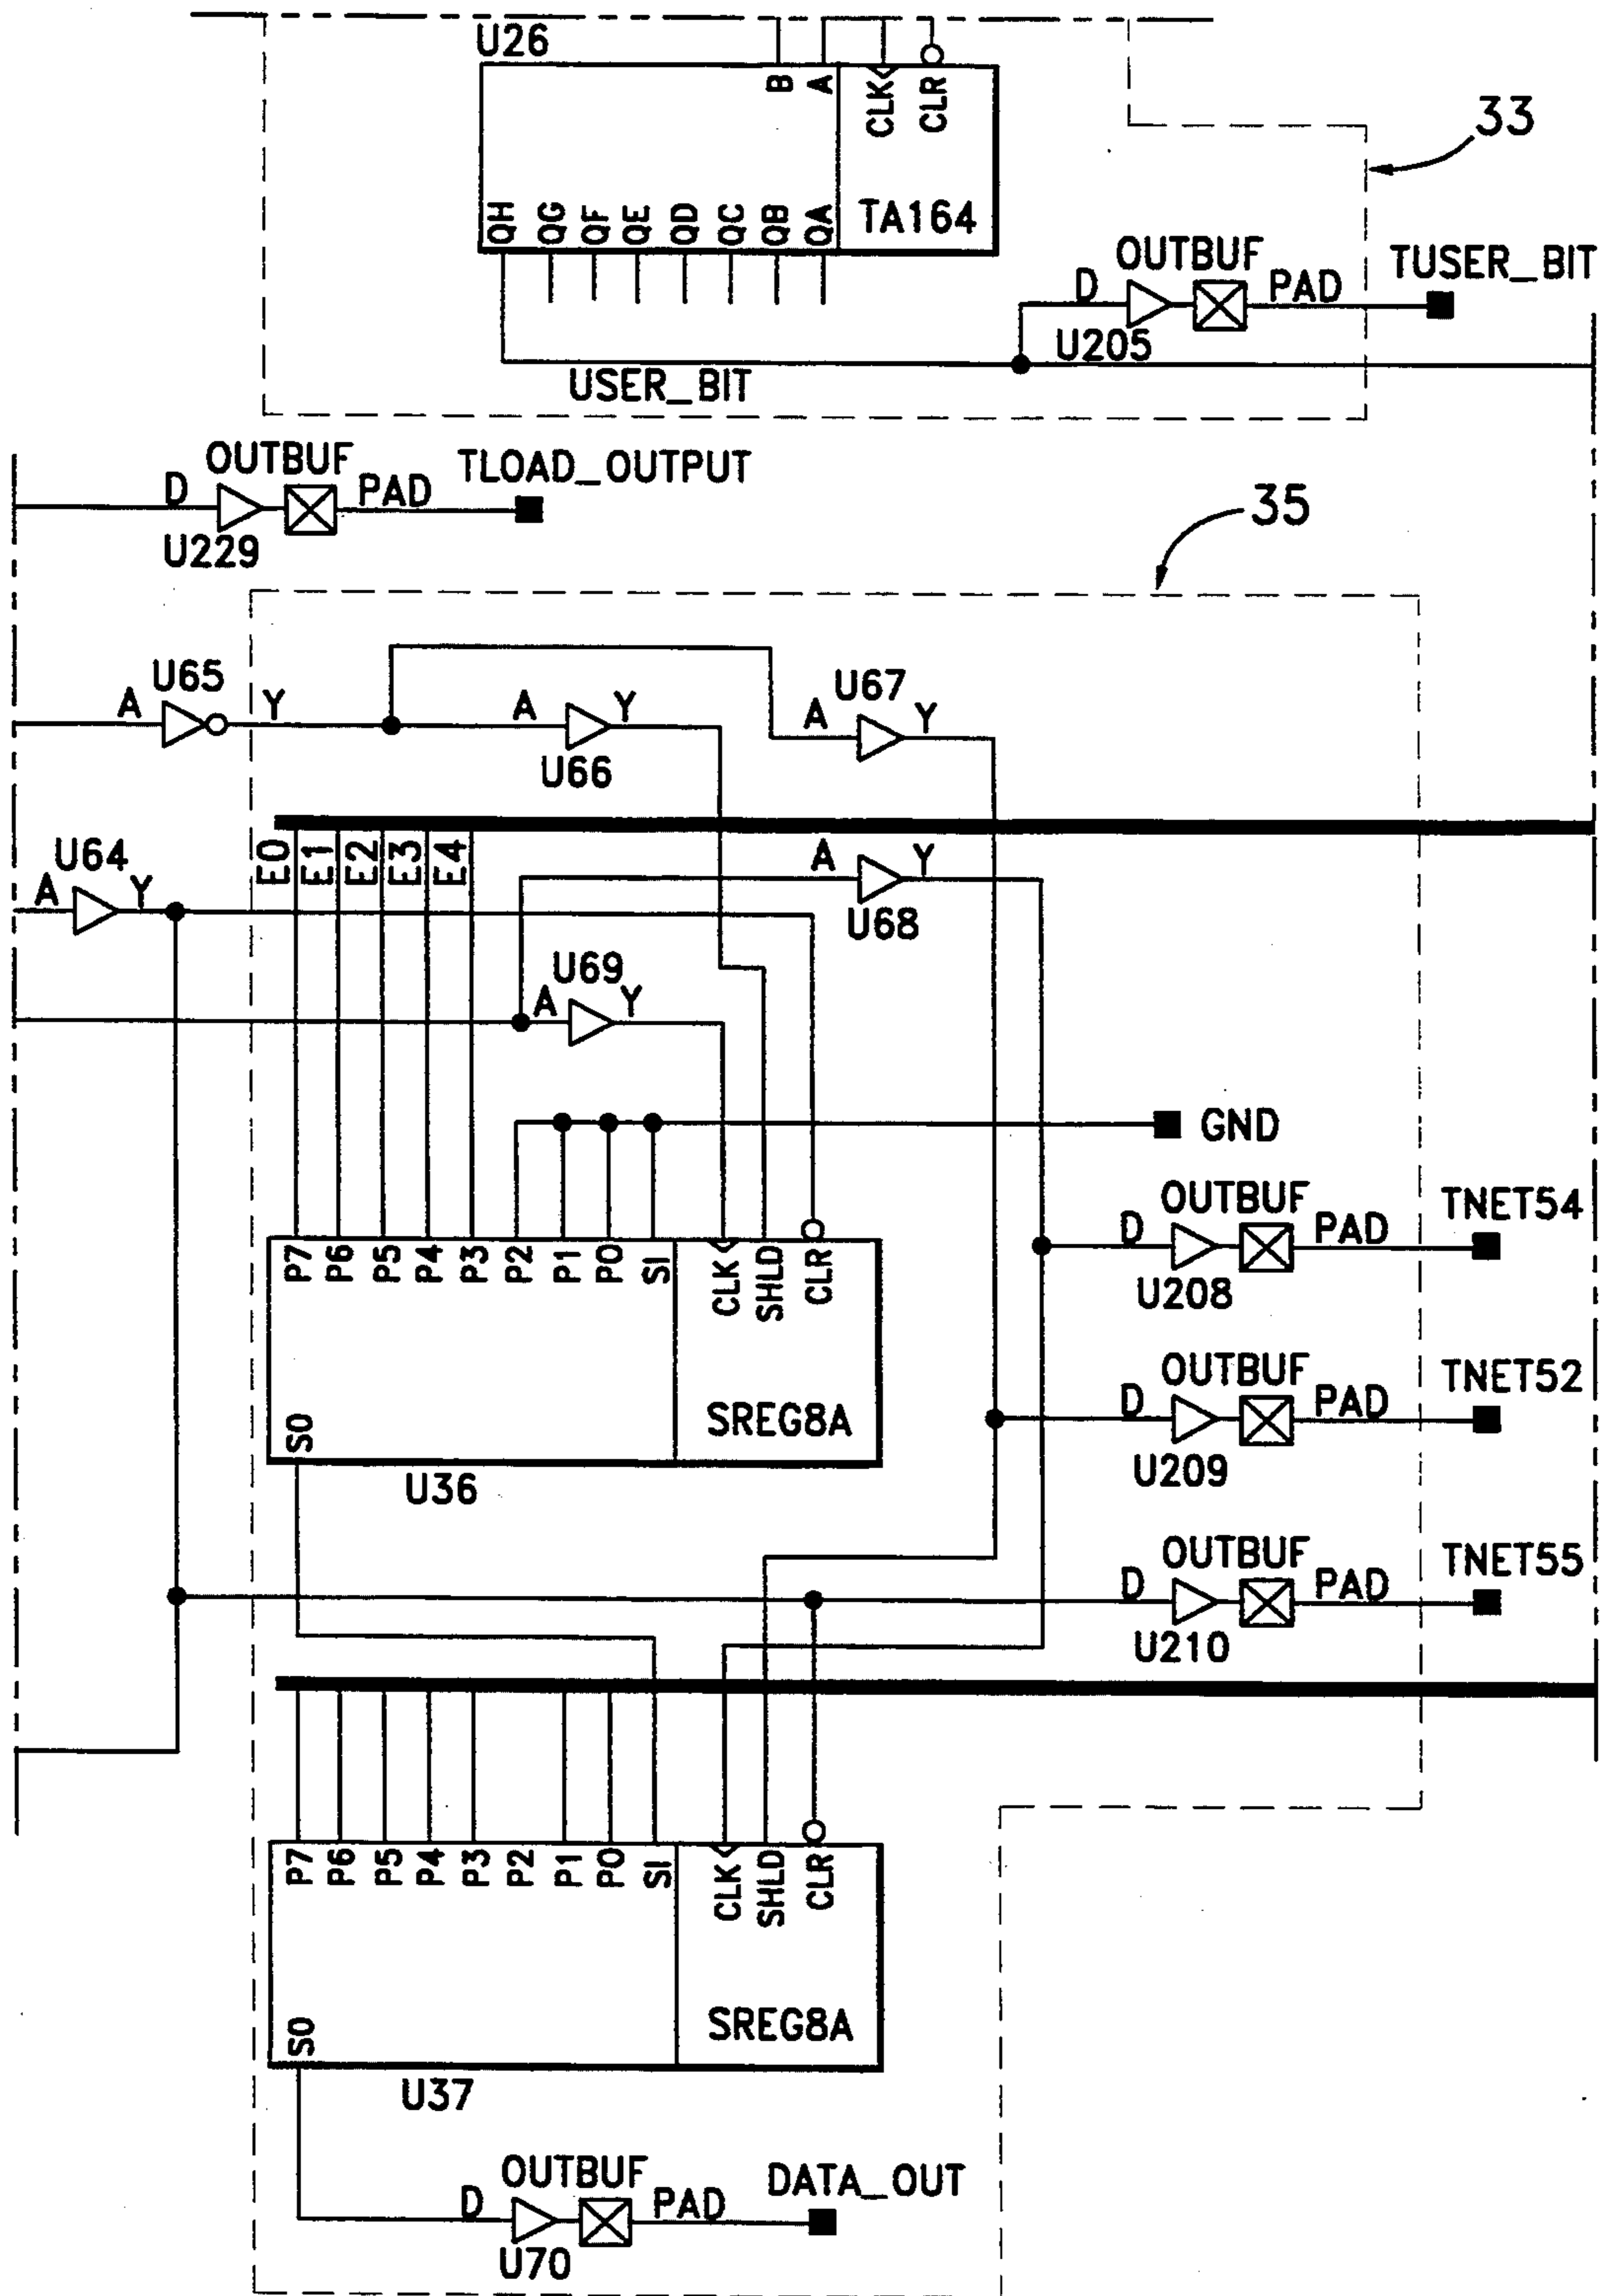 U26
B A CLK CLR
33
QH QG QF QE QD QC QB QA TA164
OUTBUF TUSER_BIT
D PAD
U205
USER_BIT
OUTBUF TLOAD_OUTPUT
D PAD
U229
35
U65 U67
A Y A Y A Y
U66
E0 E1 E2 E3 E4
U64 A Y
A Y U68
U69
A Y
GND
OUTBUF TNET54
D PAD
P7 P6 P5 P4 P3 P2 P1 P0 SI CLK SHLD CLR
U208
OUTBUF TNET52
D PAD
SO SREG8A
U209
U36
OUTBUF TNET55
D PAD
U210
P7 P6 P5 P4 P3 P2 P1 P0 SI CLK SHLD CLR
SO SREG8A
U37
OUTBUF DATA_OUT
D PAD
U70